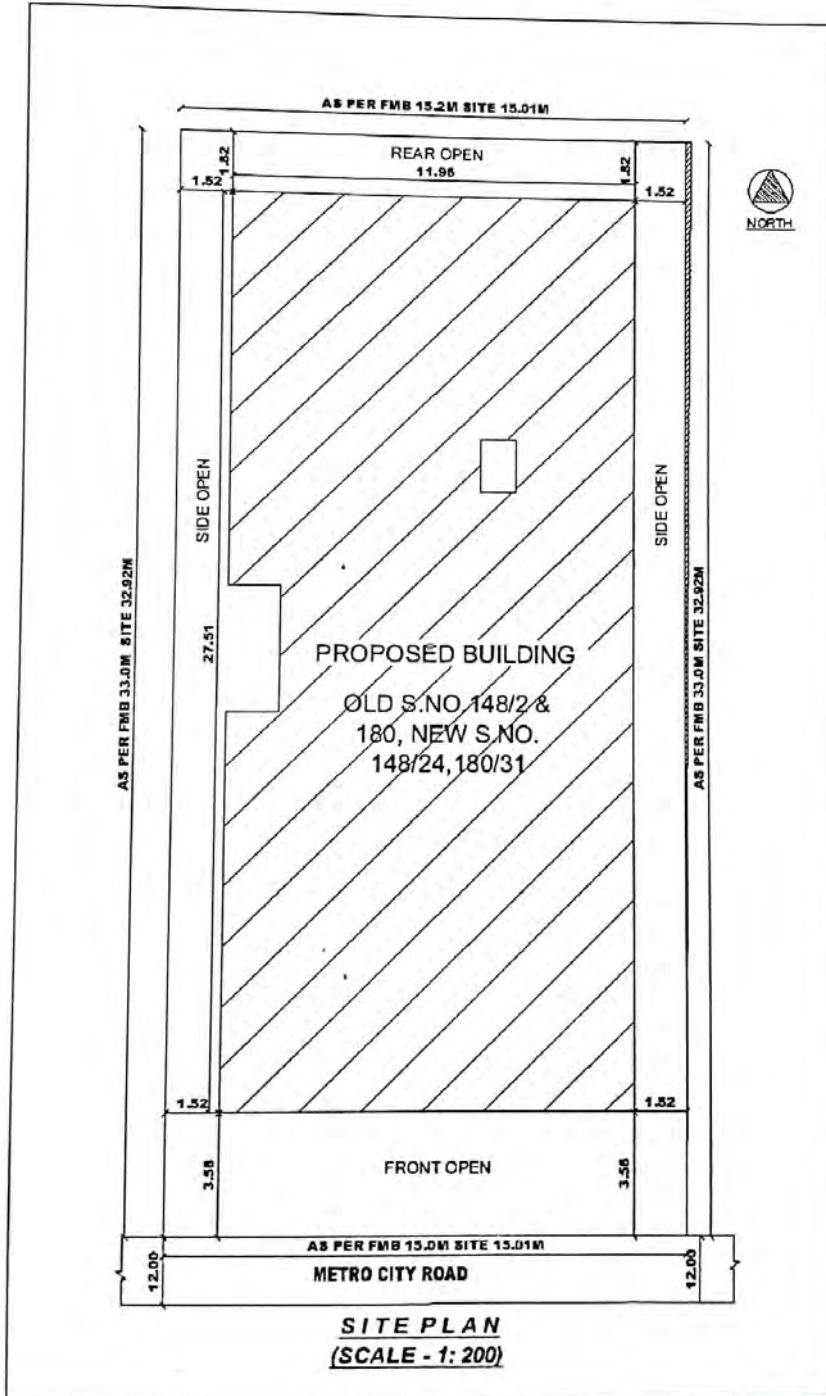 AS PER FMB 15.2M SITE 15.01M
REAR OPEN
11.96
1.52
1.52
1.52
1.52
NORTH
SIDE OPEN
SIDE OPEN
27.51
AS PER FMB 33.0M SITE 32.92M
AS PER FMB 33.0M SITE 32.92M
PROPOSED BUILDING
OLD S.NO.148/2 &
180, NEW S.NO.
148/24,180/31
1.52
1.52
3.58
FRONT OPEN
3.58
AS PER FMB 15.0M SITE 15.01M
12.00
METRO CITY ROAD
12.00
SITE PLAN
(SCALE - 1: 200)